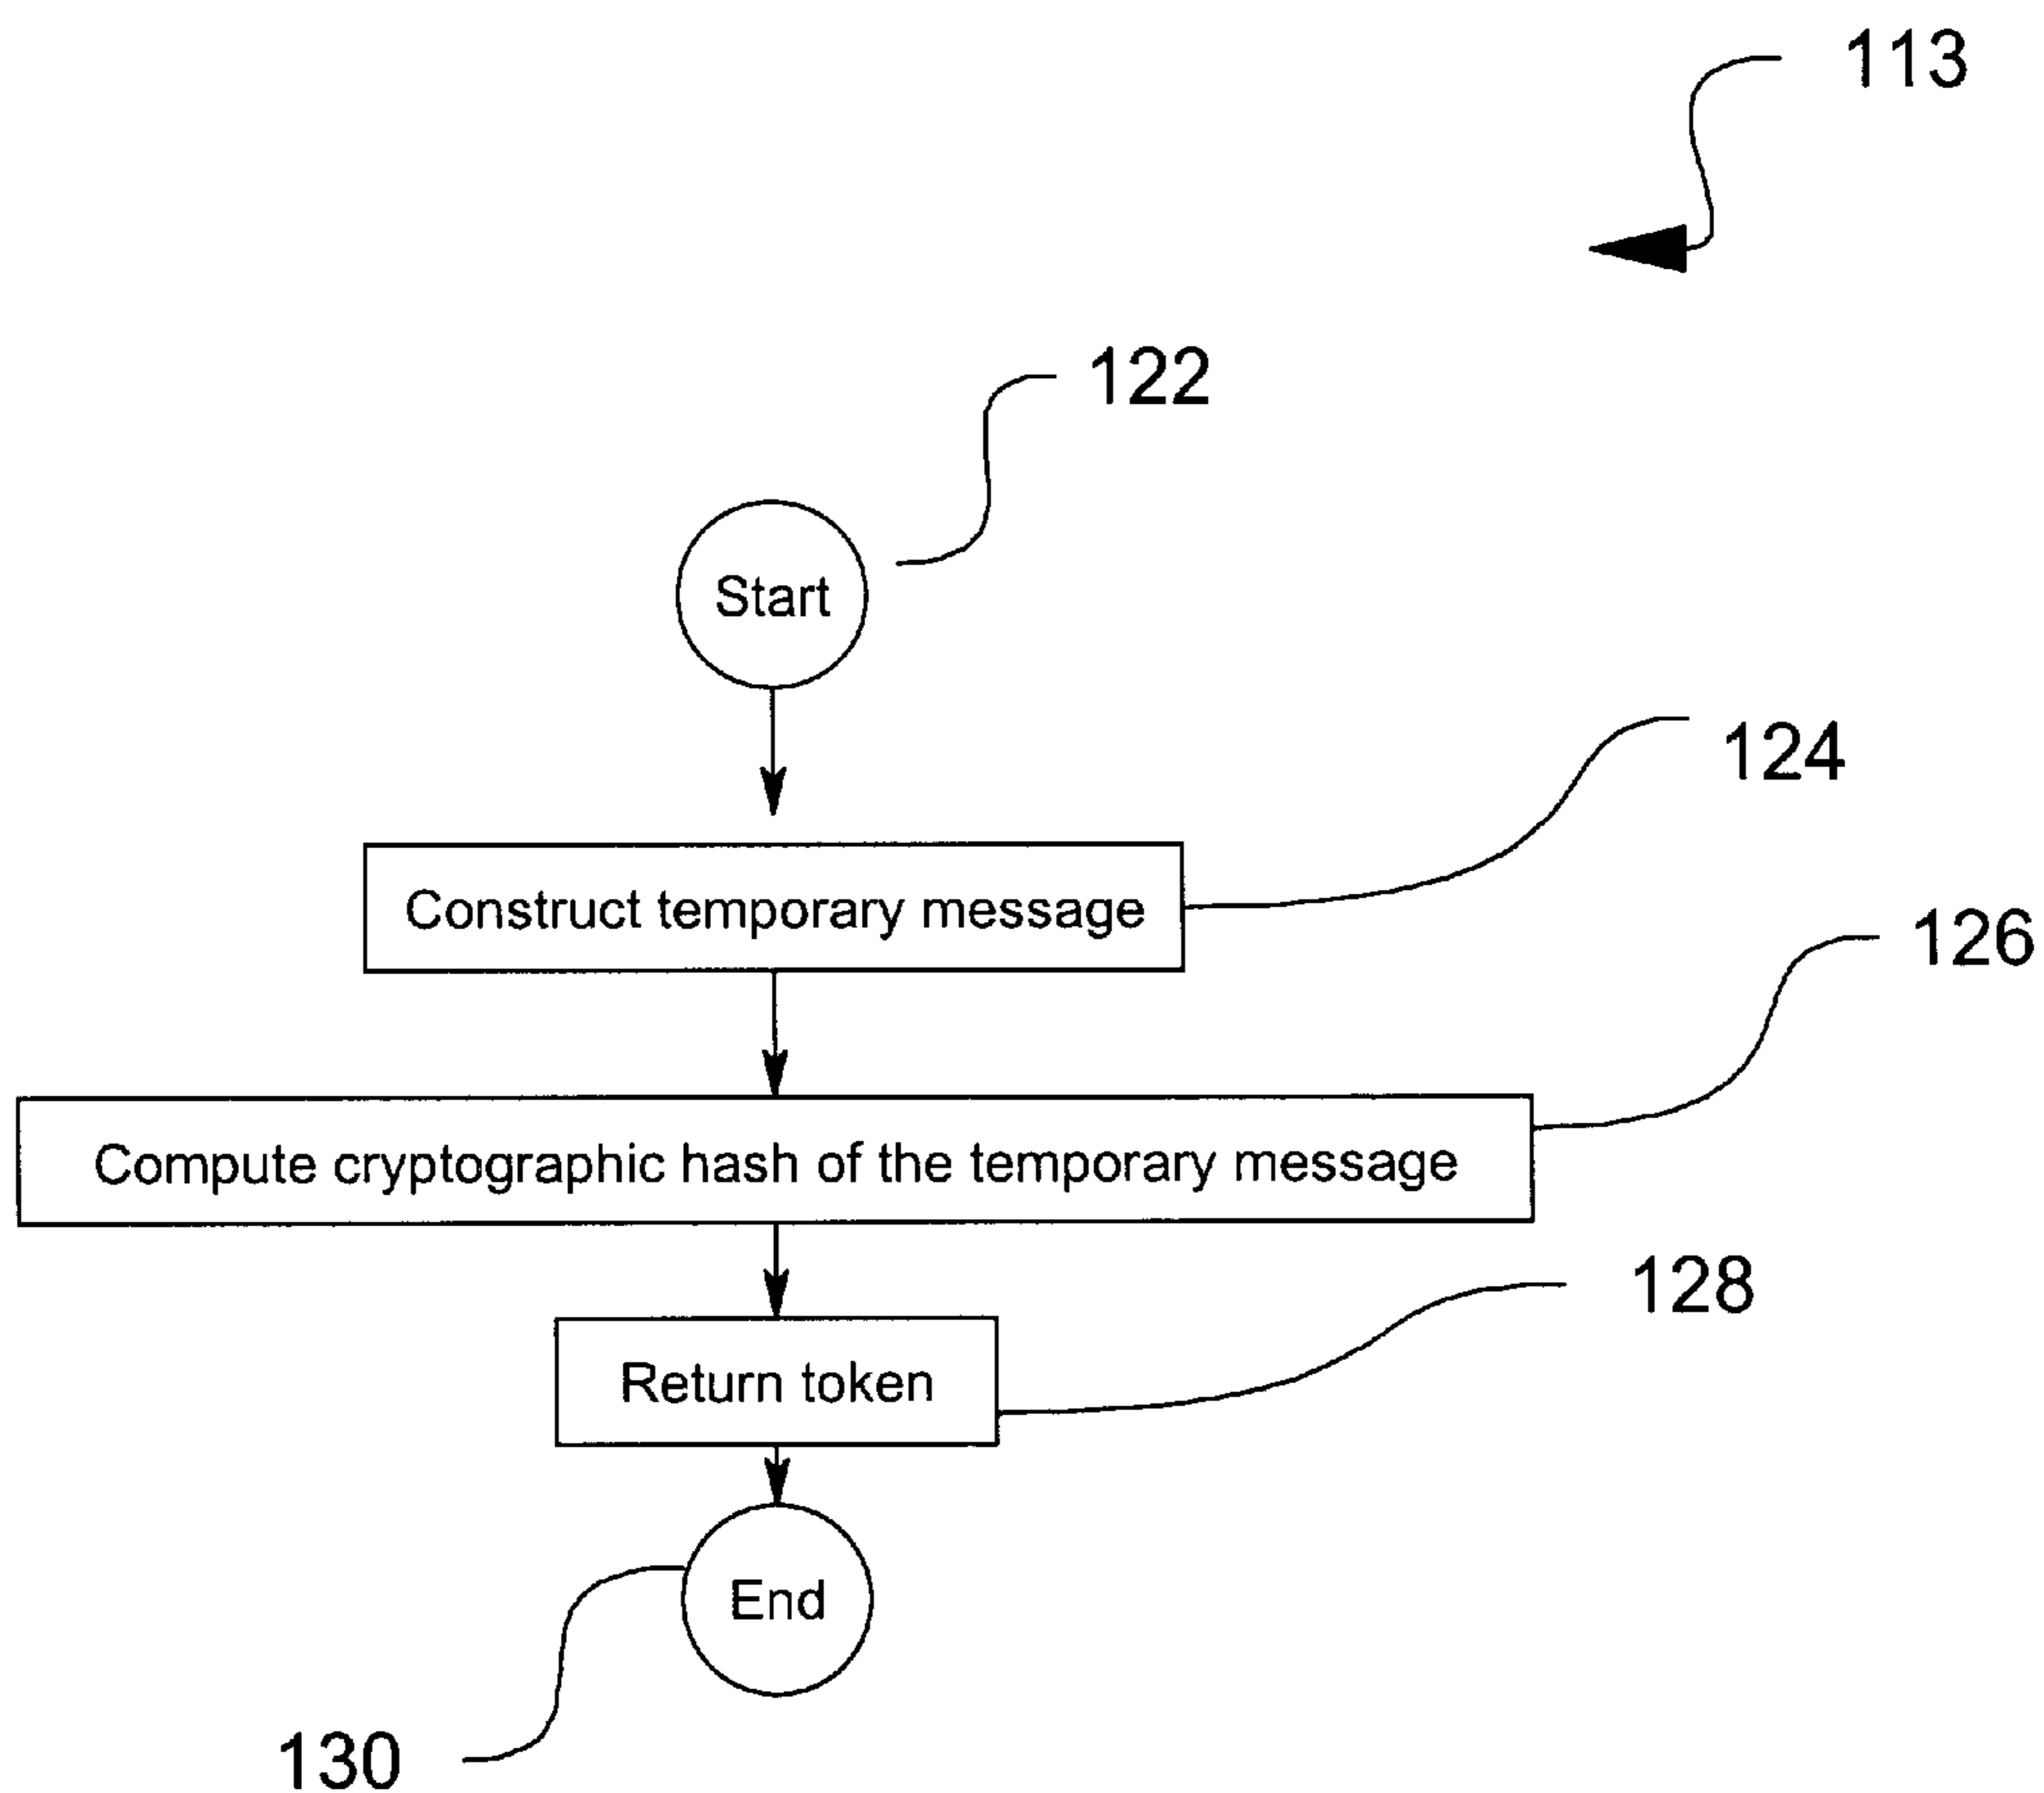 113
122
Start
124
Construct temporary message
126
Compute cryptographic hash of the temporary message
128
Return token
End
130